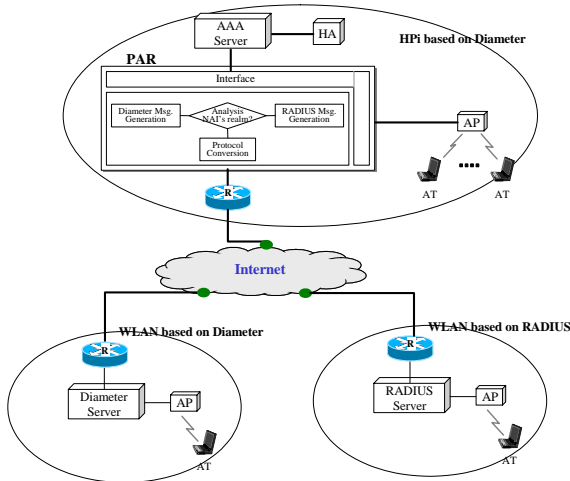 AAA
Server
HA
HPi based on Diameter
PAR
Interface
Diameter Msg.
Generation
Analysis
NAI's realm?
RADIUS Msg.
Generation
Protocol
Conversion
AP
AT
AT
R
Internet
WLAN based on Diameter
R
Diameter
Server
AP
AT
WLAN based on RADIUS
R
RADIUS
Server
AP
AT